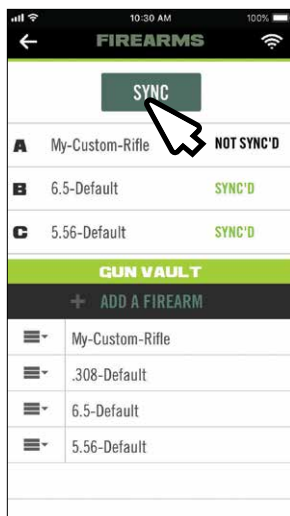 10:30 AM 100%
FIREARMS
SYNC
A My-Custom-Rifle NOT SYNC'D
B 6.5-Default SYNC'D
C 5.56-Default SYNC'D
GUN VAULT
+ ADD A FIREARM
My-Custom-Rifle
.308-Default
6.5-Default
5.56-Default